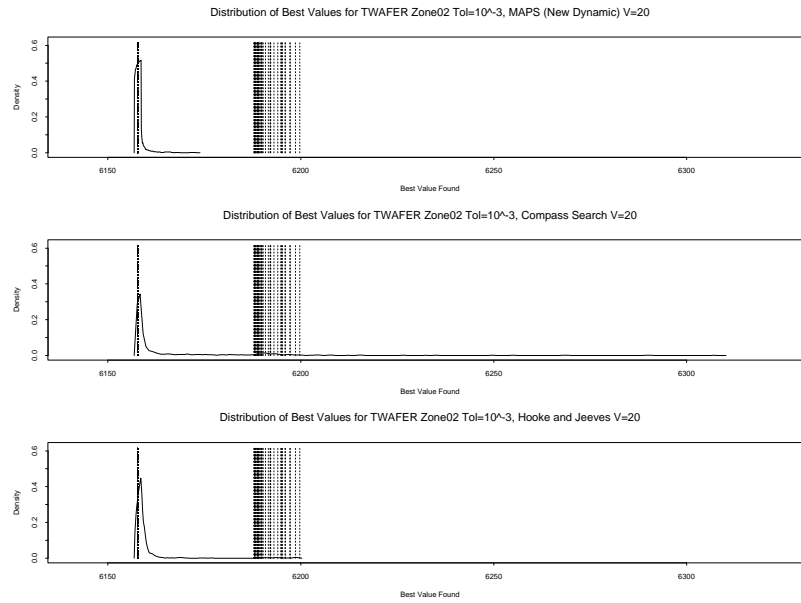 Distribution of Best Values for TWAFER Zone02 Tol=10^-3, MAPS (New Dynamic) V=20
Density
0.0 0.2 0.4 0.6
6150 6200 6250 6300
Best Value Found
Distribution of Best Values for TWAFER Zone02 Tol=10^-3, Compass Search V=20
Density
0.0 0.2 0.4 0.6
6150 6200 6250 6300
Best Value Found
Distribution of Best Values for TWAFER Zone02 Tol=10^-3, Hooke and Jeeves V=20
Density
0.0 0.2 0.4 0.6
6150 6200 6250 6300
Best Value Found